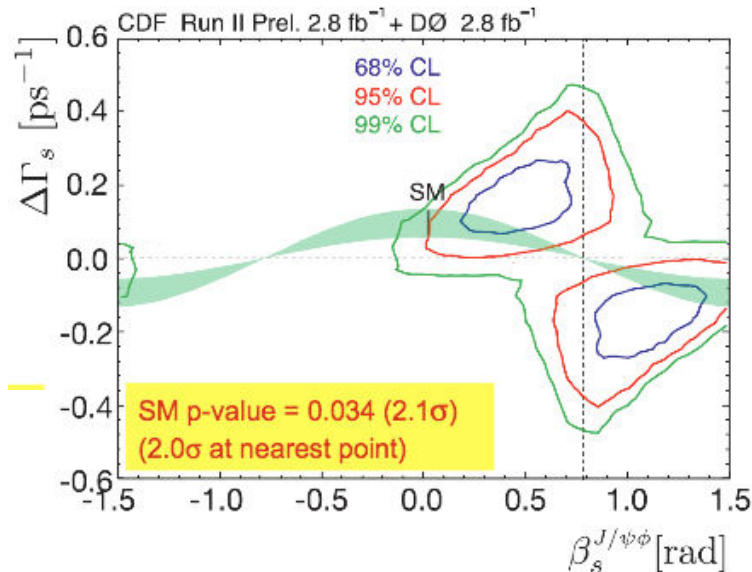 CDF Run II Prel. 2.8 fb⁻¹ + DØ 2.8 fb⁻¹
ΔΓₛ [ps⁻¹]
0.6
0.4
0.2
0.0
-0.2
-0.4
-0.6
68% CL
95% CL
99% CL
SM
SM p-value = 0.034 (2.1σ)
(2.0σ at nearest point)
-1.5 -1.0 -0.5 0.0 0.5 1.0 1.5
βₛ^{J/ψφ} [rad]